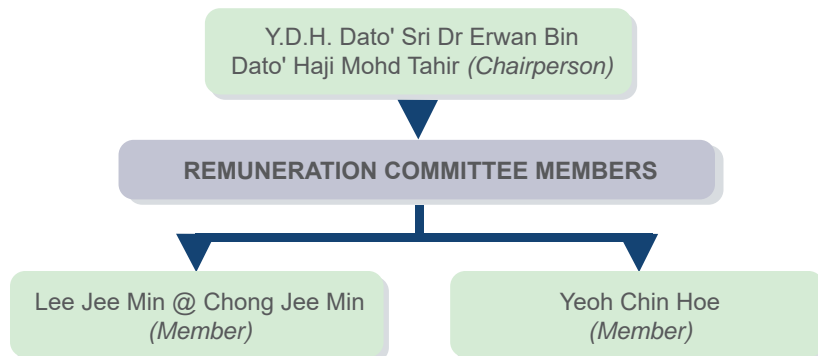 Y.D.H. Dato' Sri Dr Erwan Bin
Dato' Haji Mohd Tahir (Chairperson)
REMUNERATION COMMITTEE MEMBERS
Lee Jee Min @ Chong Jee Min
(Member)
Yeoh Chin Hoe
(Member)